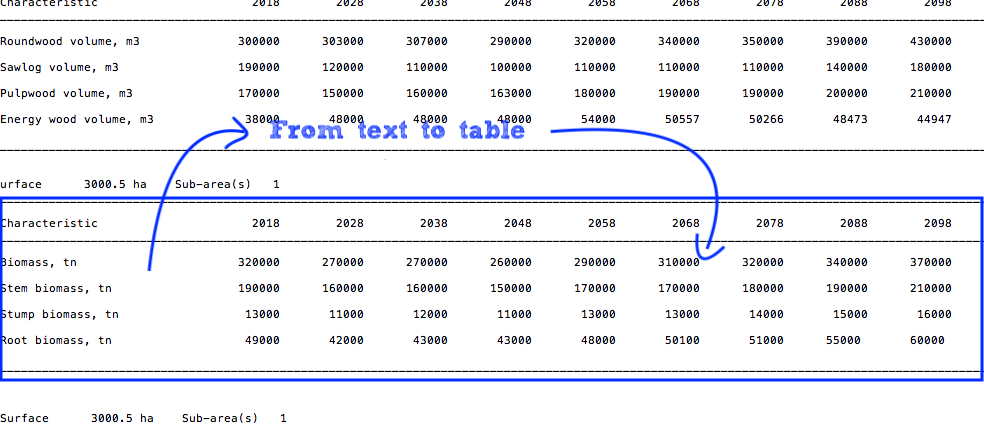 Characteristic 2018 2028 2038 2048 2058 2068 2078 2088 2098
Roundwood volume, m3 300000 303000 307000 290000 320000 340000 350000 390000 430000
Sawlog volume, m3 190000 120000 110000 100000 110000 110000 110000 140000 180000
Pulpwood volume, m3 170000 150000 160000 163000 180000 190000 190000 200000 210000
Energy wood volume, m3 38000 48000 48000 48000 54000 50557 50266 48473 44947
From text to table
urface 3000.5 ha Sub-area(s) 1
Characteristic 2018 2028 2038 2048 2058 2068 2078 2088 2098
Biomass, tn 320000 270000 270000 260000 290000 310000 320000 340000 370000
Stem biomass, tn 190000 160000 160000 150000 170000 170000 180000 190000 210000
Stump biomass, tn 13000 11000 12000 11000 13000 13000 14000 15000 16000
Root biomass, tn 49000 42000 43000 43000 48000 50100 51000 55000 60000
Surface 3000.5 ha Sub-area(s) 1